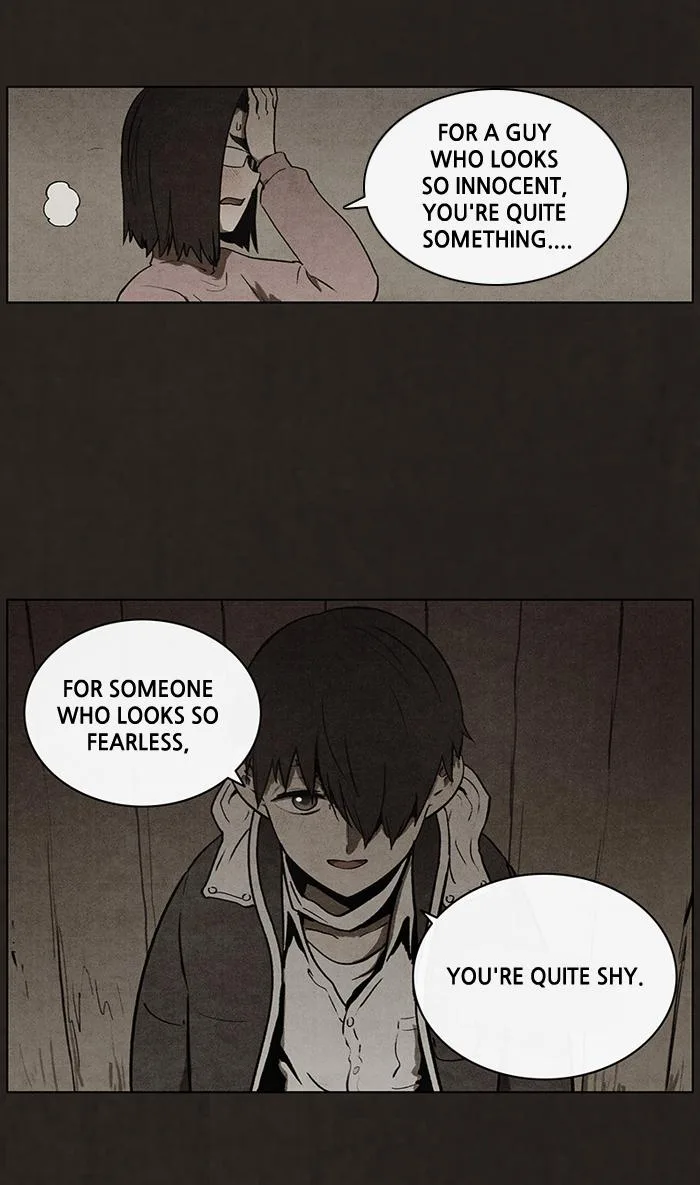 FOR A GUY
WHO LOOKS
SO INNOCENT,
YOU'RE QUITE
SOMETHING....
FOR SOMEONE
WHO LOOKS SO
FEARLESS,
YOU'RE QUITE SHY.